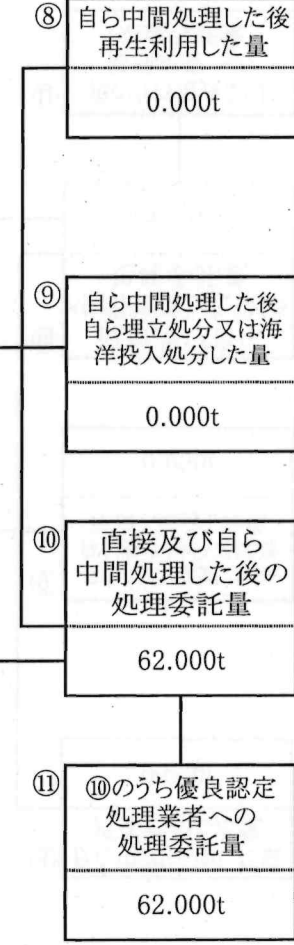 ⑧ 自ら中間処理した後
再生利用した量
0.000t
⑨ 自ら中間処理した後
自ら埋立処分又は海
洋投入処分した量
0.000t
⑩ 直接及び自ら
中間処理した後の
処理委託量
62.000t
⑪ ⑩のうち優良認定
処理業者への
処理委託量
62.000t